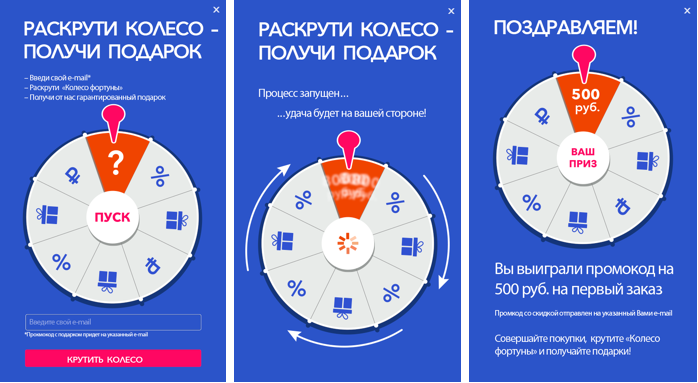 РАСКРУТИ КОЛЕСО –
ПОЛУЧИ ПОДАРОК
– Введи свой e-mail*
– Раскрути «Колесо фортуны»
– Получи от нас гарантированный подарок
?
%
ПУСК
%
Введите свой e-mail
*Промокод с подарком придет на указанный e-mail
КРУТИТЬ КОЛЕСО
РАСКРУТИ КОЛЕСО –
ПОЛУЧИ ПОДАРОК
Процесс запущен...
...удача будет на вашей стороне!
%
%
%
%
ПОЗДРАВЛЯЕМ!
500
руб.
₽
%
ВАШ
ПРИЗ
%
₽
Вы выиграли промокод на
500 руб. на первый заказ
Промкод со скидкой отправлен на указанный Вами e-mail
Совершайте покупки, крутите «Колесо
фортуны» и получайте подарки!